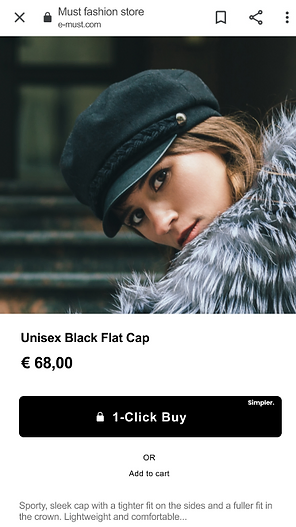 Must fashion store
e-must.com
Unisex Black Flat Cap
€ 68,00
Simpler.
1-Click Buy
OR
Add to cart
Sporty, sleek cap with a tighter fit on the sides and a fuller fit in
the crown. Lightweight and comfortable...